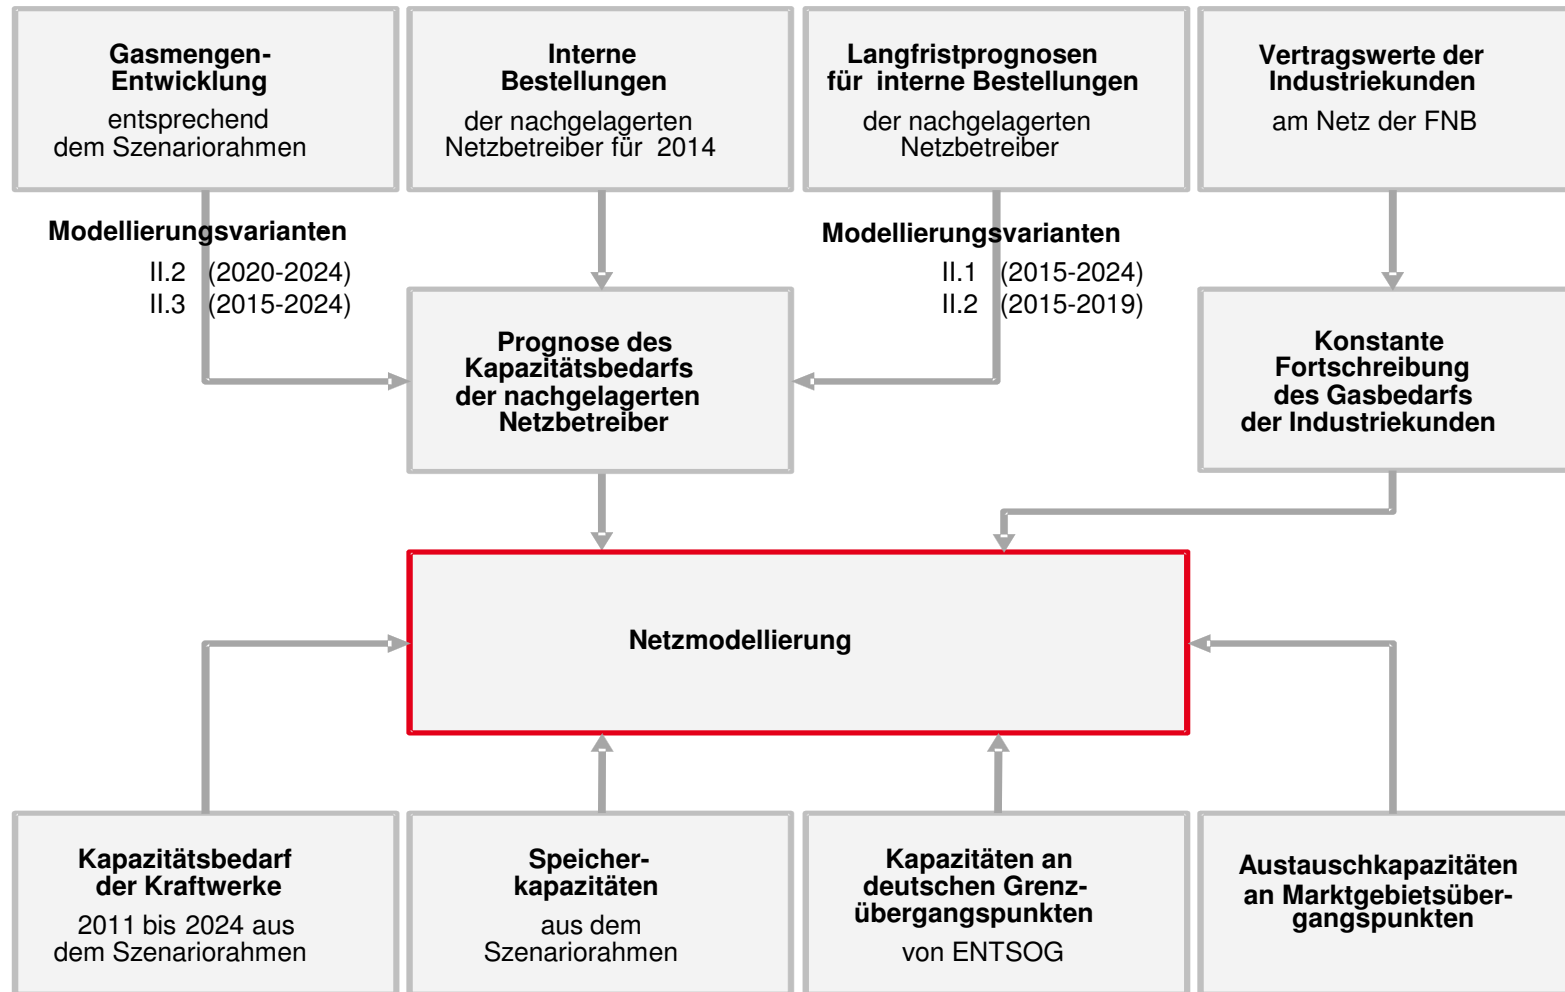 Gasmengen-
Entwicklung
entsprechend
dem Szenariorahmen
Interne
Bestellungen
der nachgelagerten
Netzbetreiber für 2014
Langfristprognosen
für interne Bestellungen
der nachgelagerten
Netzbetreiber
Vertragswerte der
Industriekunden
am Netz der FNB
Modellierungsvarianten
II.2 (2020-2024)
II.3 (2015-2024)
Modellierungsvarianten
II.1 (2015-2024)
II.2 (2015-2019)
Prognose des
Kapazitätsbedarfs
der nachgelagerten
Netzbetreiber
Konstante
Fortschreibung
des Gasbedarfs
der Industriekunden
Netzmodellierung
Kapazitätsbedarf
der Kraftwerke
2011 bis 2024 aus
dem Szenariorahmen
Speicher-
kapazitäten
aus dem
Szenariorahmen
Kapazitäten an
deutschen Grenz-
übergangspunkten
von ENTSOG
Austauschkapazitäten
an Marktgebietsüber-
gangspunkten